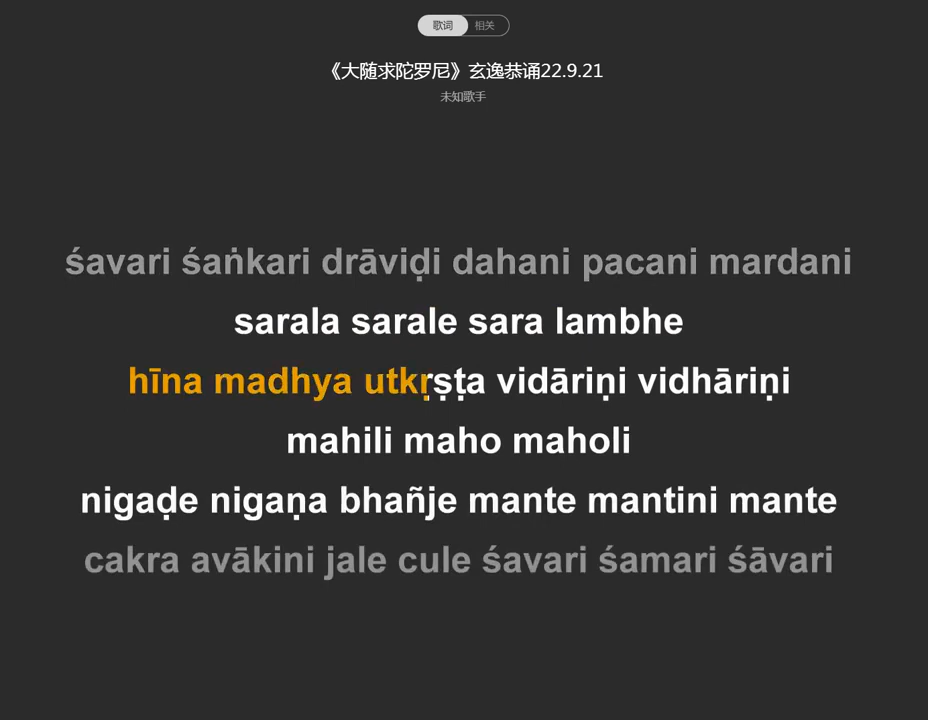 歌词 相关
《大随求陀罗尼》玄逸恭诵22.9.21
未知歌手
śavari śaṅkari drāviḍi dahani pacani mardani
sarala sarale sara lambhe
hīna madhya utkṛṣṭa vidāriṇi vidhāriṇi
mahili maho maholi
nigaḍe nigaṇa bhañje mante mantini mante
cakra avākini jale cule śavari śamari śāvari